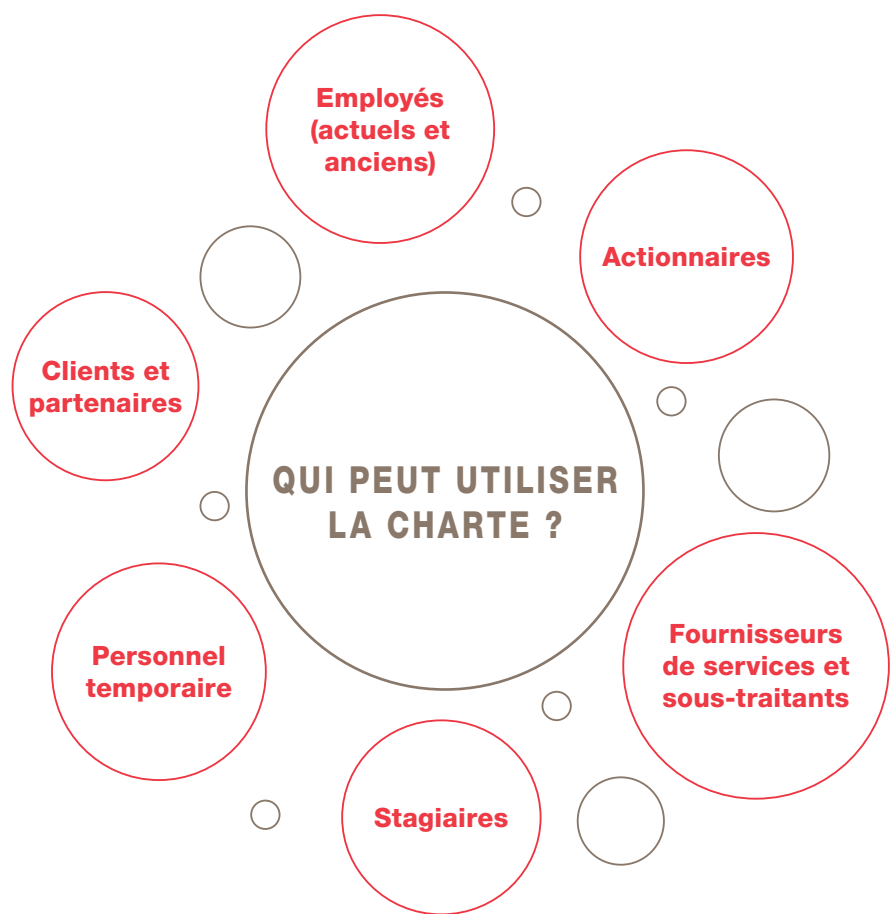 Employés
(actuels et
anciens)
Actionnaires
Clients et
partenaires
QUI PEUT UTILISER
LA CHARTE ?
Fournisseurs
de services et
sous-traitants
Personnel
temporaire
Stagiaires